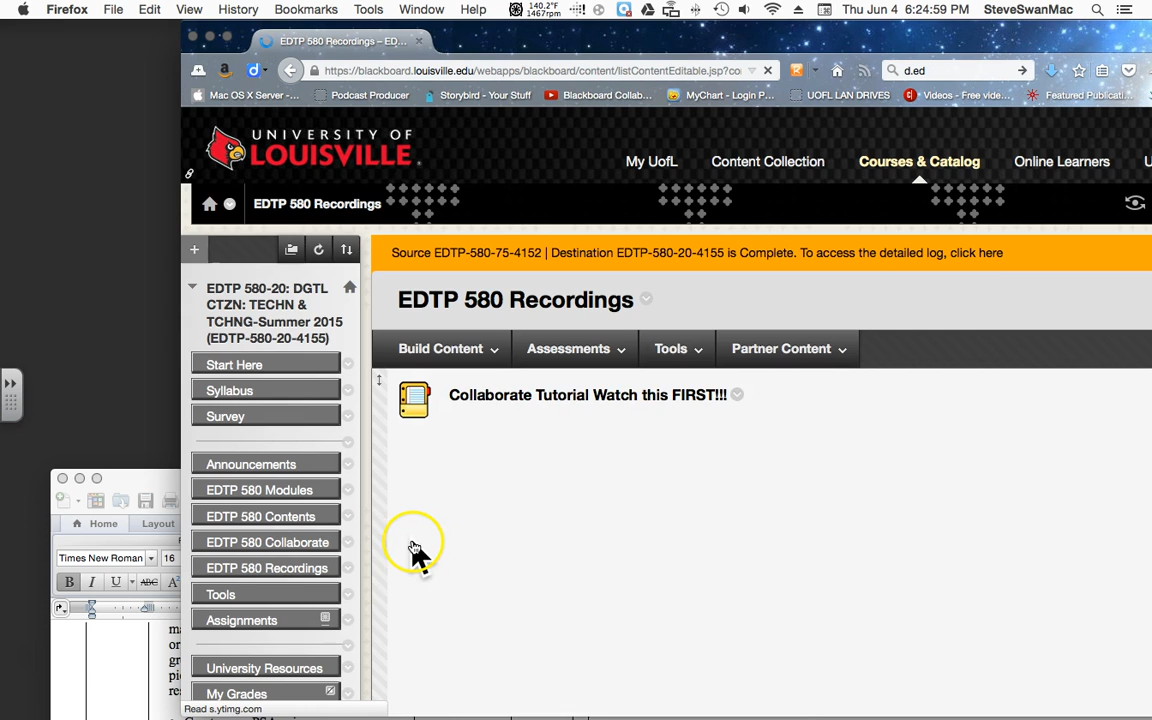 Firefox File Edit View History Bookmarks Tools Window Help 140.2°F 1467rpm Thu Jun 4 6:24:59 PM SteveSwanMac
EDTP 580 Recordings – ED...
https://blackboard.louisville.edu/webapps/blackboard/content/listContentEditable.jsp?co
d.ed
Mac OS X Server -... Podcast Producer Storybird - Your Stuff Blackboard Collab... MyChart - Login P... UOFL LAN DRIVES Videos - Free vide... Featured Publicati...
UNIVERSITY OF
LOUISVILLE
My UofL Content Collection Courses & Catalog Online Learners
EDTP 580 Recordings
Source EDTP-580-75-4152 | Destination EDTP-580-20-4155 is Complete. To access the detailed log, click here
EDTP 580-20: DGTL
CTZN: TECHN &
TCHNG-Summer 2015
(EDTP-580-20-4155)
EDTP 580 Recordings
Build Content Assessments Tools Partner Content
Collaborate Tutorial Watch this FIRST!!!
Start Here
Syllabus
Survey
Announcements
EDTP 580 Modules
EDTP 580 Contents
EDTP 580 Collaborate
EDTP 580 Recordings
Tools
Assignments
University Resources
My Grades
Read s.ytimg.com
Home Layout
Times New Roman 16
B I U ABC A